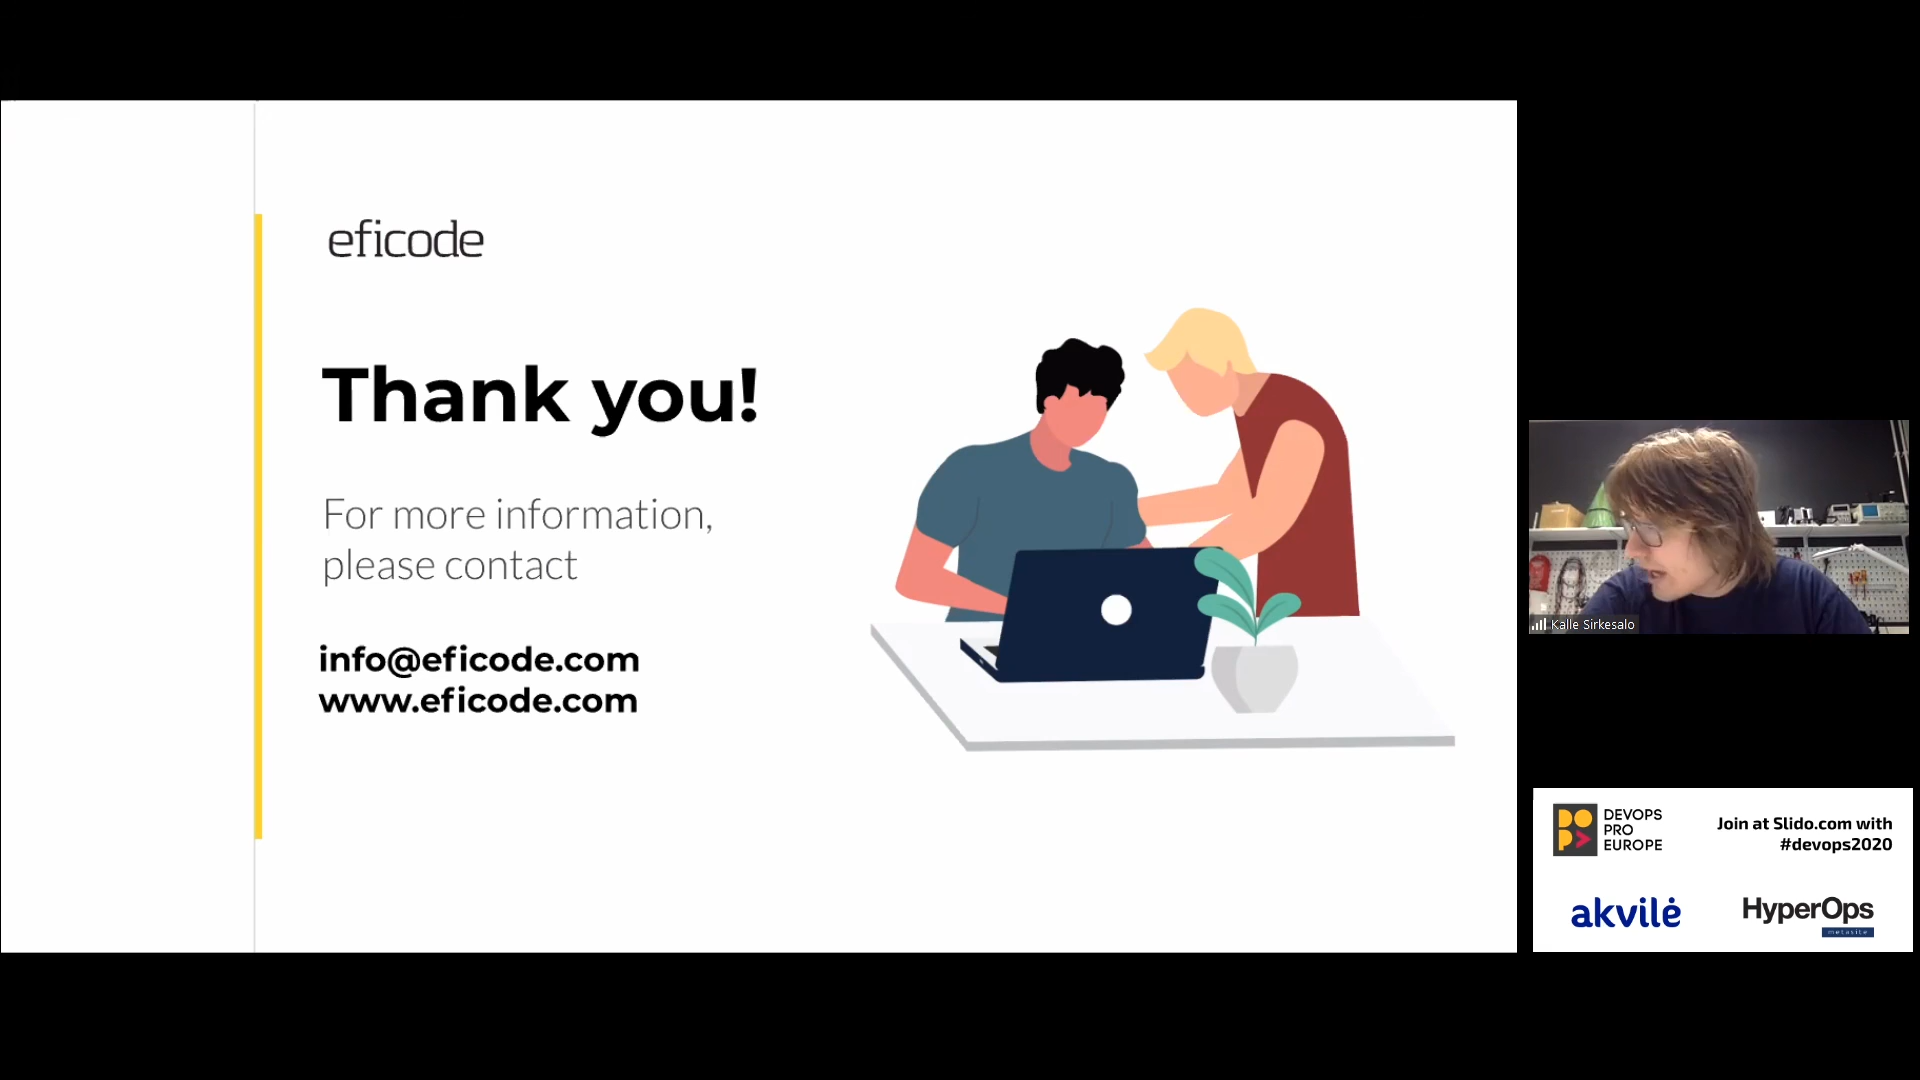 eficode
Thank you!
For more information,
please contact
info@eficode.com
www.eficode.com
Kalle Sirkesalo
DEVOPS
PRO
EUROPE
Join at Slido.com with
#devops2020
akvilė
HyperOps
metasite